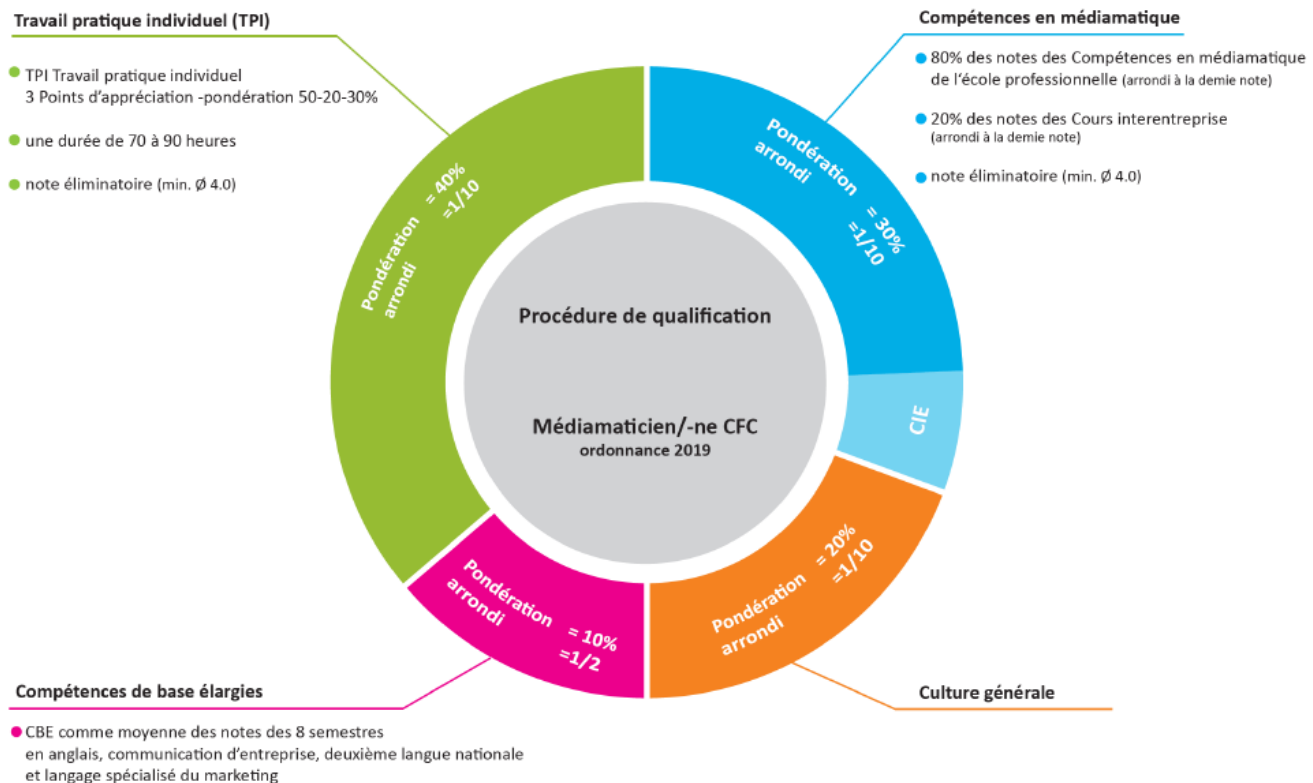 Travail pratique individuel (TPI)
TPI Travail pratique individuel
3 Points d'appréciation -pondération 50-20-30%
une durée de 70 à 90 heures
note éliminatoire (min. Ø 4.0)
Compétences en médiamatique
80% des notes des Compétences en médiamatique
de l'école professionnelle (arrondi à la demie note)
20% des notes des Cours interentreprise
(arrondi à la demie note)
note éliminatoire (min. Ø 4.0)
Pondération = 40%
arrondi =1/10
Pondération = 30%
arrondi =1/10
CIE
Procédure de qualification
Médiamaticien/-ne CFC
ordonnance 2019
Pondération = 10%
arrondi =1/2
Pondération = 20%
arrondi =1/10
Compétences de base élargies
CBE comme moyenne des notes des 8 semestres
en anglais, communication d'entreprise, deuxième langue nationale
et langage spécialisé du marketing
Culture générale